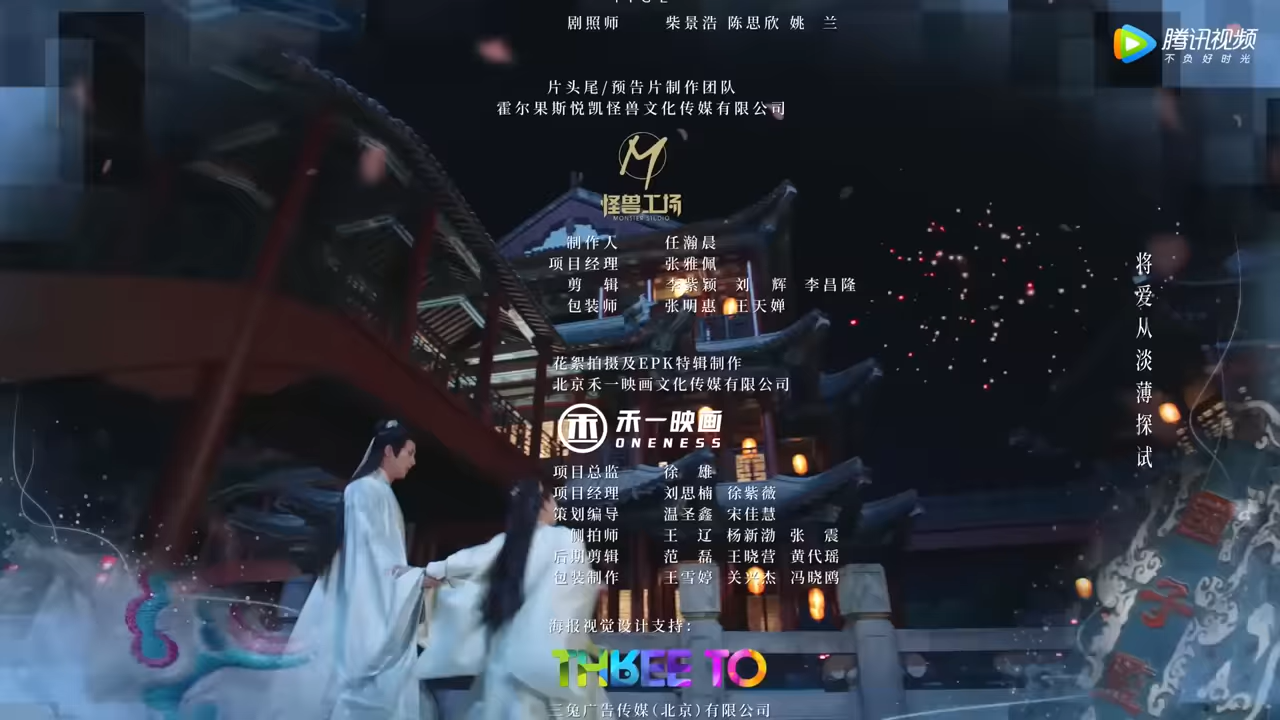 剧照师 柴景浩 陈思欣 姚 兰
腾讯视频
不负好时光
片头尾/预告片制作团队
霍尔果斯悦凯怪兽文化传媒有限公司
怪兽工场
MONSTER STUDIO
制作人 任瀚晨
项目经理 张雅佩
剪 辑 李紫颖 刘 辉 李昌隆
包装师 张明惠 王天婵
将爱从淡薄探试
花絮拍摄及EPK特辑制作
北京禾一映画文化传媒有限公司
禾一映画
ONENESS
项目总监 徐 雄
项目经理 刘思楠 徐紫薇
策划编导 温圣鑫 宋佳慧
侧拍师 王 辽 杨新渤 张 震
后期剪辑 范 磊 王晓营 黄代瑶
包装制作 王雪婷 关兴杰 冯晓鸥
海报视觉设计支持:
THREE TO
三兔广告传媒(北京)有限公司